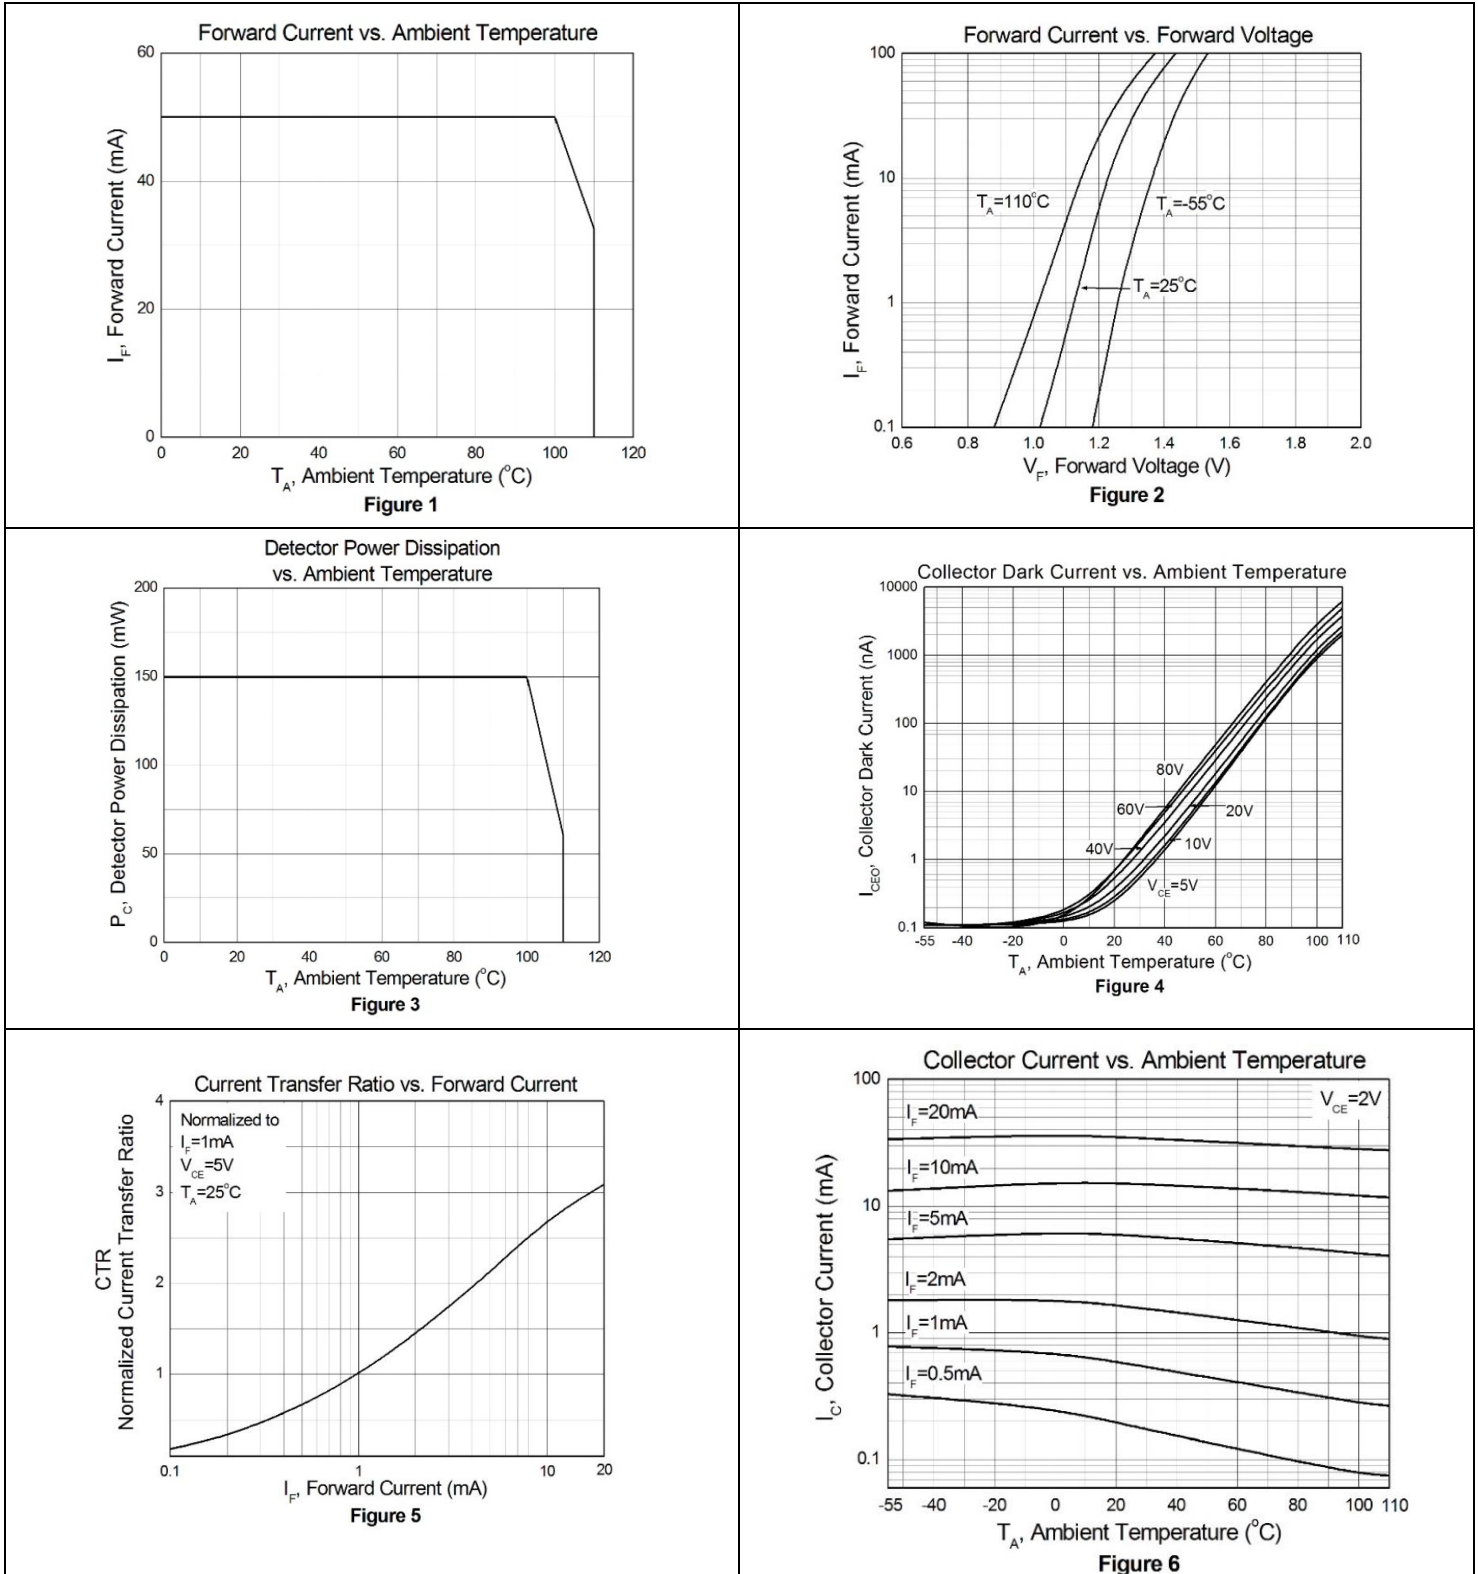 Forward Current vs. Ambient Temperature
60
40
20
0
I_F, Forward Current (mA)
0 20 40 60 80 100 120
T_A, Ambient Temperature (°C)
Figure 1
Forward Current vs. Forward Voltage
100
10
1
0.1
I_F, Forward Current (mA)
T_A=110°C
T_A=-55°C
T_A=25°C
0.6 0.8 1.0 1.2 1.4 1.6 1.8 2.0
V_F, Forward Voltage (V)
Figure 2
Detector Power Dissipation
vs. Ambient Temperature
200
150
100
50
0
P_C, Detector Power Dissipation (mW)
0 20 40 60 80 100 120
T_A, Ambient Temperature (°C)
Figure 3
Collector Dark Current vs. Ambient Temperature
10000
1000
100
10
1
0.1
I_CEO, Collector Dark Current (nA)
80V
60V
20V
40V
10V
V_CE=5V
-55 -40 -20 0 20 40 60 80 100 110
T_A, Ambient Temperature (°C)
Figure 4
Current Transfer Ratio vs. Forward Current
4
3
2
1
CTR
Normalized Current Transfer Ratio
Normalized to
I_F=1mA
V_CE=5V
T_A=25°C
0.1 1 10 20
I_F, Forward Current (mA)
Figure 5
Collector Current vs. Ambient Temperature
100
10
1
0.1
I_C, Collector Current (mA)
V_CE=2V
I_F=20mA
I_F=10mA
I_F=5mA
I_F=2mA
I_F=1mA
I_F=0.5mA
-55 -40 -20 0 20 40 60 80 100 110
T_A, Ambient Temperature (°C)
Figure 6